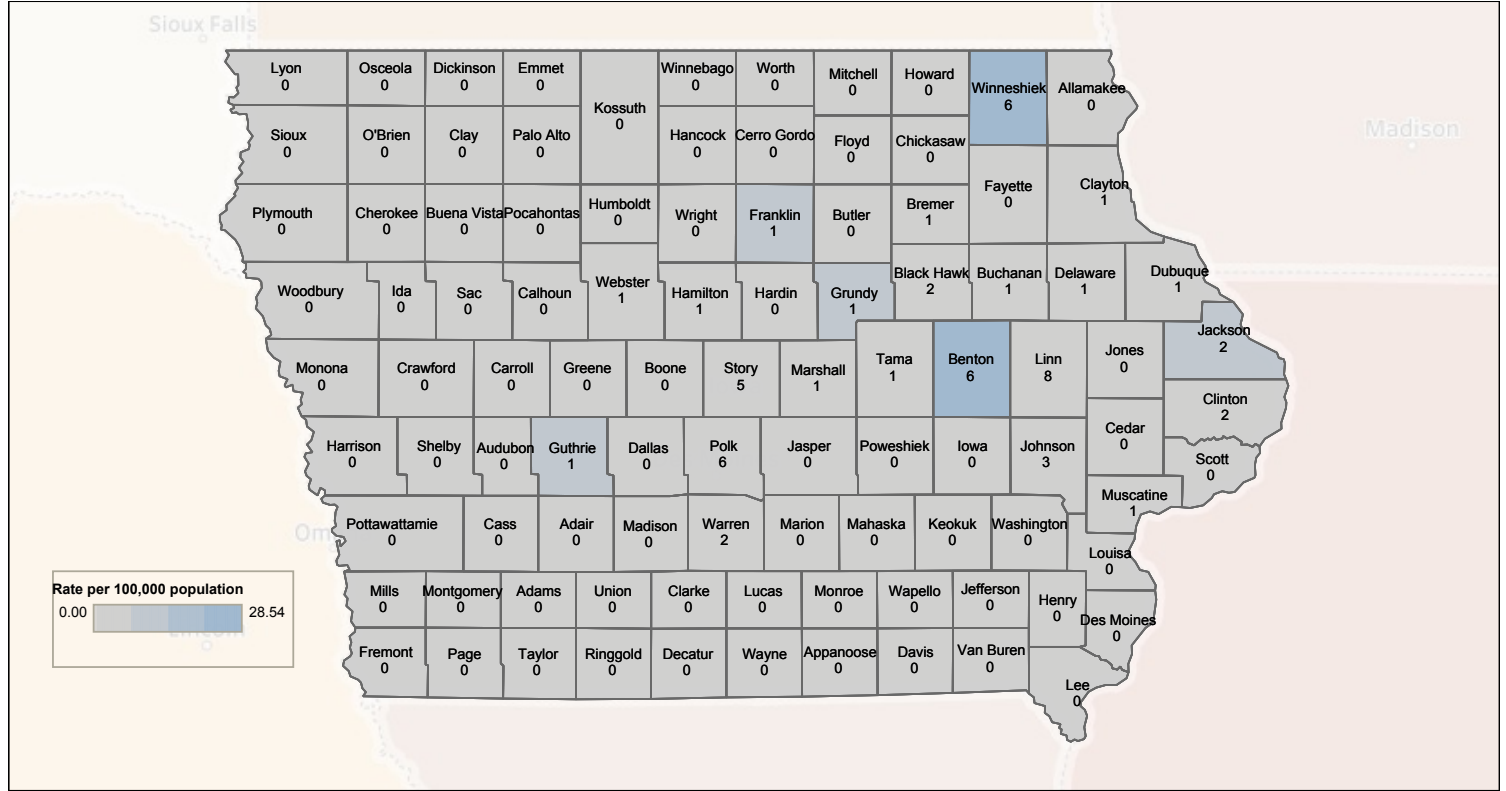 Sioux Falls
Lyon
0
Osceola
0
Dickinson
0
Emmet
0
Kossuth
0
Winnebago
0
Worth
0
Mitchell
0
Howard
0
Winneshiek
6
Allamakee
0
Sioux
0
O'Brien
0
Clay
0
Palo Alto
0
Hancock
0
Cerro Gordo
0
Floyd
0
Chickasaw
0
Madison
Fayette
0
Clayton
1
Plymouth
0
Cherokee
0
Buena Vista
0
Pocahontas
0
Humboldt
0
Wright
0
Franklin
1
Butler
0
Bremer
1
Woodbury
0
Ida
0
Sac
0
Calhoun
0
Webster
1
Hamilton
1
Hardin
0
Grundy
1
Black Hawk
2
Buchanan
1
Delaware
1
Dubuque
1
Jackson
2
Monona
0
Crawford
0
Carroll
0
Greene
0
Boone
0
Story
5
Marshall
1
Tama
1
Benton
6
Linn
8
Jones
0
Clinton
2
Harrison
0
Shelby
0
Audubon
0
Guthrie
1
Dallas
0
Polk
6
Jasper
0
Poweshiek
0
Iowa
0
Johnson
3
Cedar
0
Scott
0
Muscatine
1
Om
Pottawattamie
0
Cass
0
Adair
0
Madison
0
Warren
2
Marion
0
Mahaska
0
Keokuk
0
Washington
0
Louisa
0
Mills
0
Montgomery
0
Adams
0
Union
0
Clarke
0
Lucas
0
Monroe
0
Wapello
0
Jefferson
0
Henry
0
Des Moines
0
Fremont
0
Page
0
Taylor
0
Ringgold
0
Decatur
0
Wayne
0
Appanoose
0
Davis
0
Van Buren
0
Lee
0
Rate per 100,000 population
0.00 28.54
Lincoln